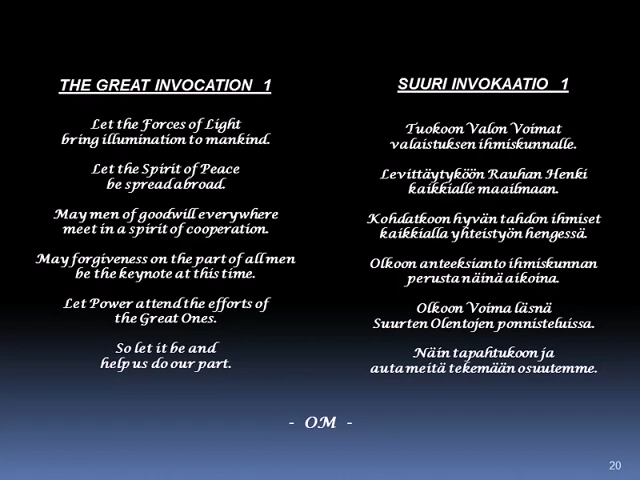 THE GREAT INVOCATION 1
Let the Forces of Light
bring illumination to mankind.
Let the Spirit of Peace
be spread abroad.
May men of goodwill everywhere
meet in a spirit of cooperation.
May forgiveness on the part of all men
be the keynote at this time.
Let Power attend the efforts of
the Great Ones.
So let it be and
help us do our part.
SUURI INVOKAATIO 1
Tuokoon Valon Voimat
valaistuksen ihmiskunnalle.
Levittäytyköön Rauhan Henki
kaikkialle maailmaan.
Kohdatkoon hyvän tahdon ihmiset
kaikkialla yhteistyön hengessä.
Olkoon anteeksianto ihmiskunnan
perusta näinä aikoina.
Olkoon Voima läsnä
Suurten Olentojen ponnisteluissa.
Näin tapahtukoon ja
auta meitä tekemään osuutemme.
- OM -
20